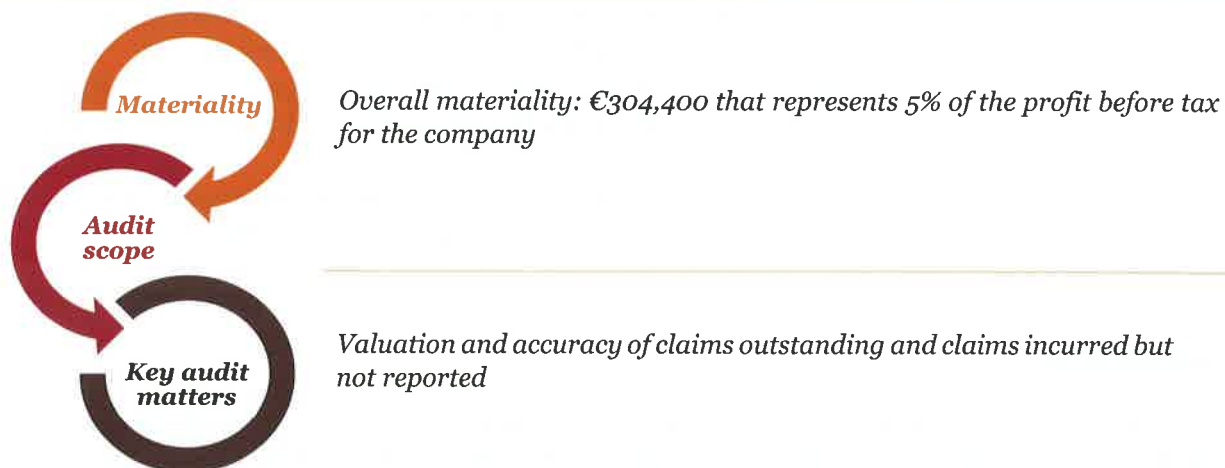 Materiality
Overall materiality: €304,400 that represents 5% of the profit before tax
for the company
Audit
scope
Key audit
matters
Valuation and accuracy of claims outstanding and claims incurred but
not reported